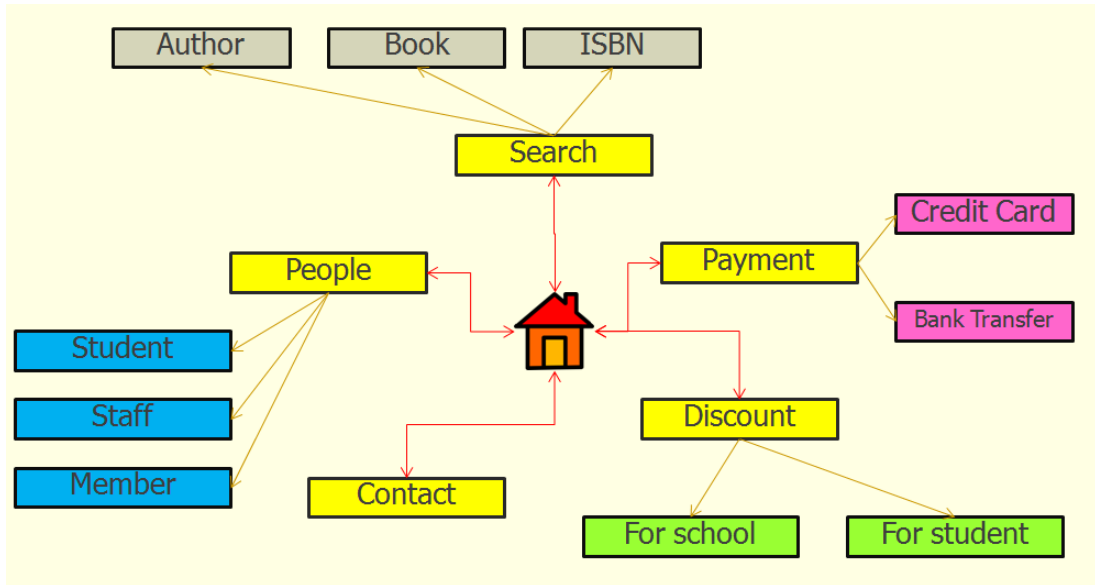 Author
Book
ISBN
Search
Credit Card
People
Payment
Bank Transfer
Student
Staff
Discount
Member
Contact
For school
For student